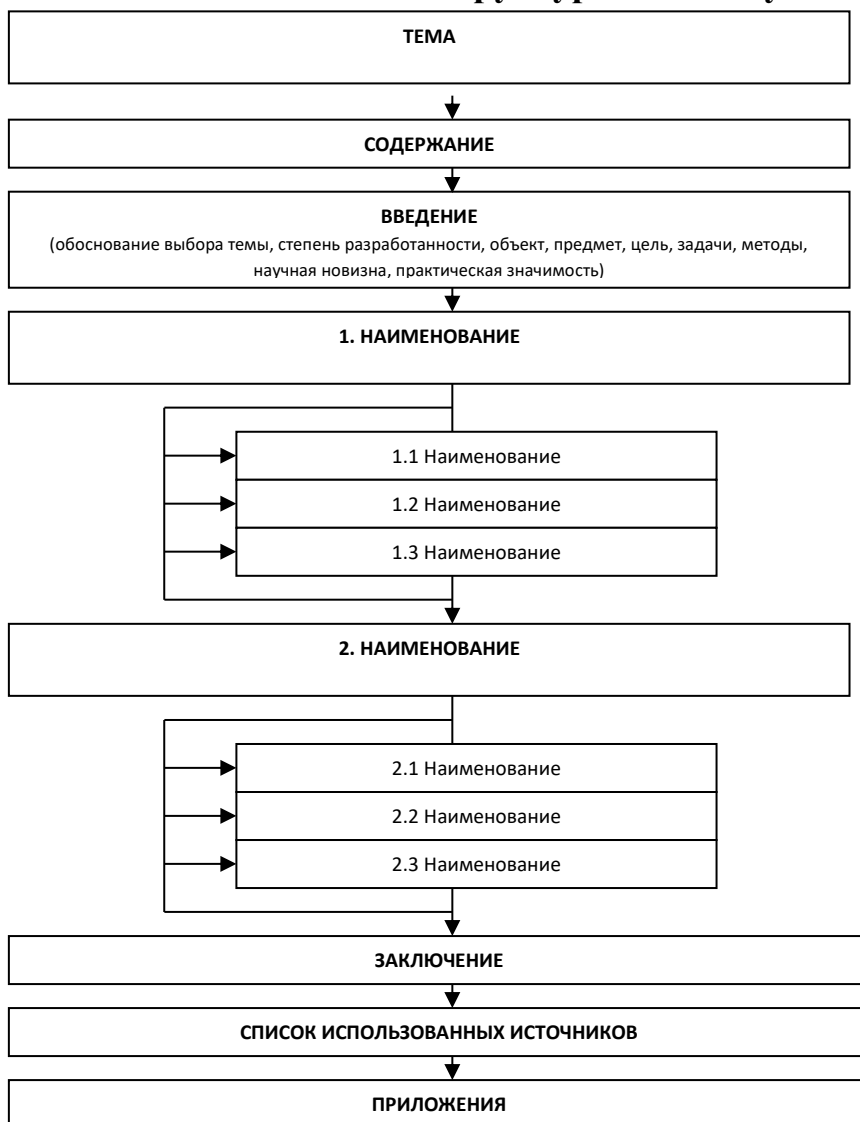 ТЕМА
СОДЕРЖАНИЕ
ВВЕДЕНИЕ
(обоснование выбора темы, степень разработанности, объект, предмет, цель, задачи, методы,
научная новизна, практическая значимость)
1. НАИМЕНОВАНИЕ
1.1 Наименование
1.2 Наименование
1.3 Наименование
2. НАИМЕНОВАНИЕ
2.1 Наименование
2.2 Наименование
2.3 Наименование
ЗАКЛЮЧЕНИЕ
СПИСОК ИСПОЛЬЗОВАННЫХ ИСТОЧНИКОВ
ПРИЛОЖЕНИЯ